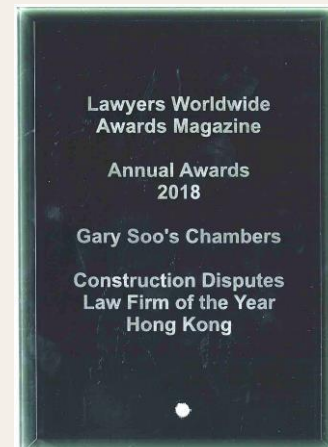 Lawyers Worldwide
Awards Magazine
Annual Awards
2018
Gary Soo's Chambers
Construction Disputes
Law Firm of the Year
Hong Kong